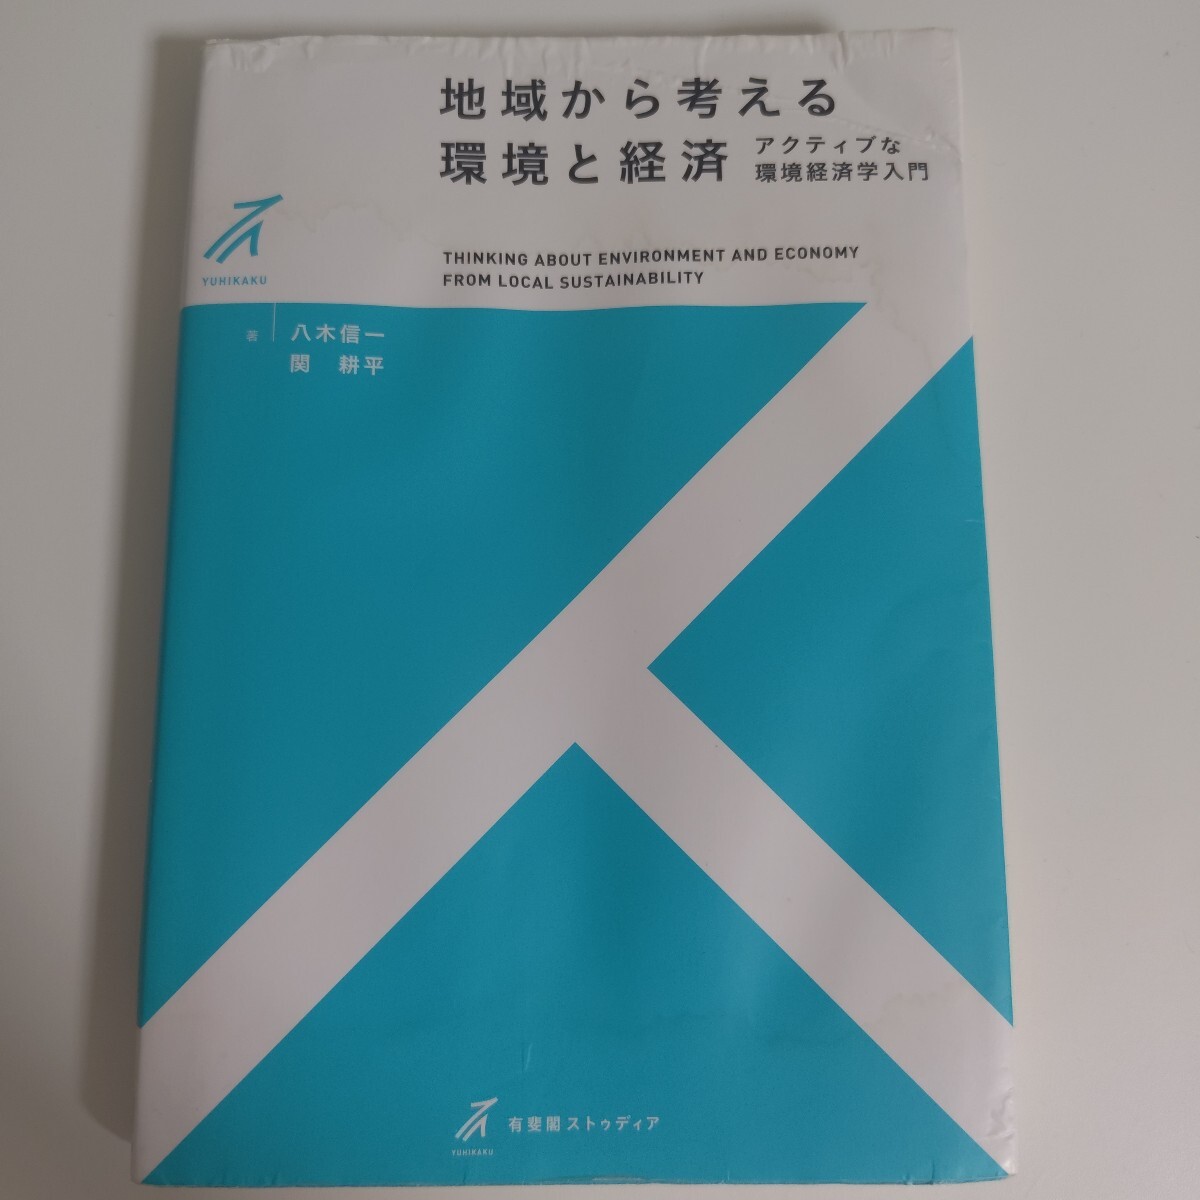 地域から考える
環境と経済
アクティブな
環境経済学入門
THINKING ABOUT ENVIRONMENT AND ECONOMY
FROM LOCAL SUSTAINABILITY
YUHIKAKU
著
八木信一
関 耕平
有斐閣ストゥディア
YUHIKAKU